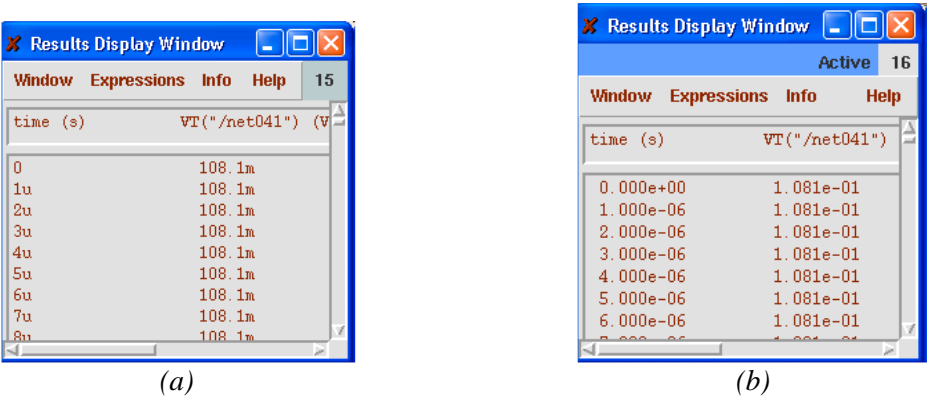 Results Display Window
Window Expressions Info Help 15
time (s) VT("/net041") (V
0 108.1m
1u 108.1m
2u 108.1m
3u 108.1m
4u 108.1m
5u 108.1m
6u 108.1m
7u 108.1m
8u 108.1m
(a)
Results Display Window
Active 16
Window Expressions Info Help
time (s) VT("/net041")
0.000e+00 1.081e-01
1.000e-06 1.081e-01
2.000e-06 1.081e-01
3.000e-06 1.081e-01
4.000e-06 1.081e-01
5.000e-06 1.081e-01
6.000e-06 1.081e-01
(b)